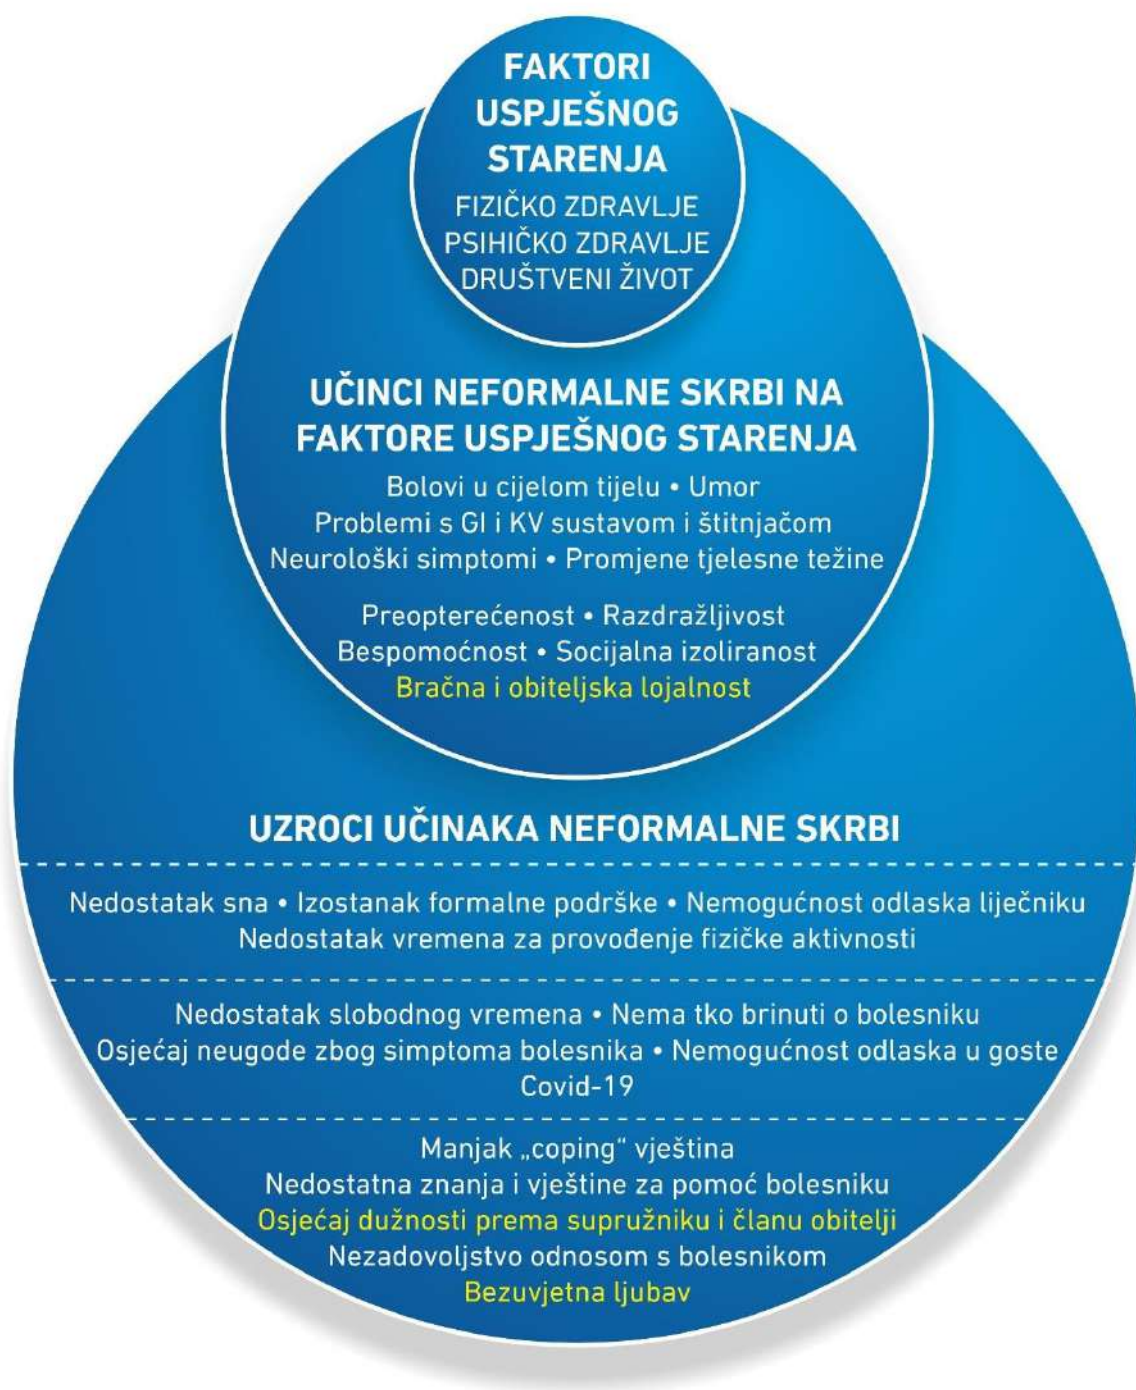 FAKTORI
USPJEŠNOG
STARENJA
FIZIČKO ZDRAVLJE
PSIHIČKO ZDRAVLJE
DRUŠTVENI ŽIVOT
UČINCI NEFORMALNE SKRBI NA
FAKTORE USPJEŠNOG STARENJA
Bolovi u cijelom tijelu • Umor
Problemi s GI i KV sustavom i štitnjačom
Neurološki simptomi • Promjene tjelesne težine
Preopterećenost • Razdražljivost
Bespomoćnost • Socijalna izoliranost
Bračna i obiteljska lojalnost
UZROCI UČINAKA NEFORMALNE SKRBI
Nedostatak sna • Izostanak formalne podrške • Nemogućnost odlaska liječniku
Nedostatak vremena za provođenje fizičke aktivnosti
Nedostatak slobodnog vremena • Nema tko brinuti o bolesniku
Osjećaj neugode zbog simptoma bolesnika • Nemogućnost odlaska u goste
Covid-19
Manjak „coping“ vještina
Nedostatna znanja i vještine za pomoć bolesniku
Osjećaj dužnosti prema supružniku i članu obitelji
Nezadovoljstvo odnosom s bolesnikom
Bezuvjetna ljubav